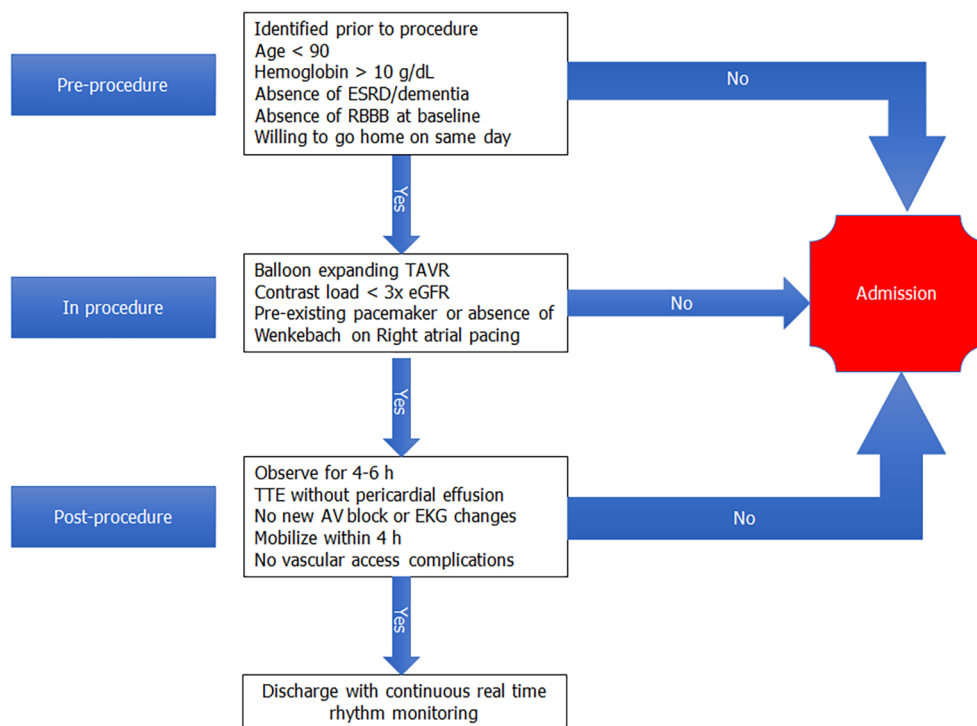 Pre-procedure
Identified prior to procedure
Age < 90
Hemoglobin > 10 g/dL
Absence of ESRD/dementia
Absence of RBBB at baseline
Willing to go home on same day
No
Yes
In procedure
Balloon expanding TAVR
Contrast load < 3x eGFR
Pre-existing pacemaker or absence of
Wenkebach on Right atrial pacing
No
Admission
Yes
Post-procedure
Observe for 4-6 h
TTE without pericardial effusion
No new AV block or EKG changes
Mobilize within 4 h
No vascular access complications
No
Yes
Discharge with continuous real time
rhythm monitoring